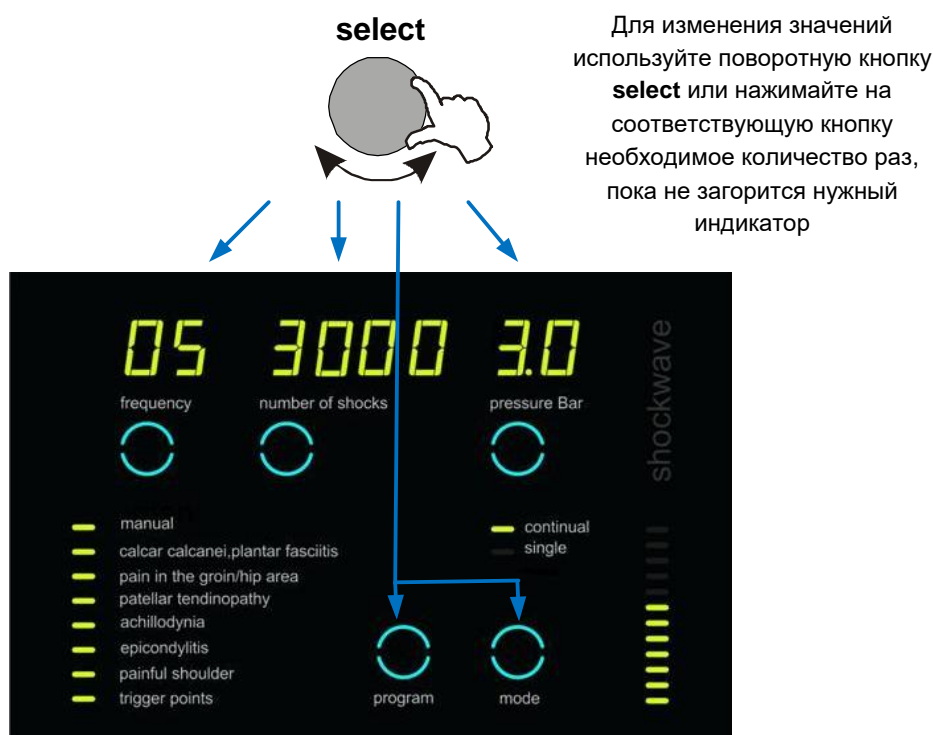 select
Для изменения значений
используйте поворотную кнопку
select или нажимайте на
соответствующую кнопку
необходимое количество раз,
пока не загорится нужный
индикатор
05 3000 3.0
frequency number of shocks pressure Bar
shockwave
manual
calcar calcanei,plantar fasciitis
pain in the groin/hip area
patellar tendinopathy
achillodynia
epicondylitis
painful shoulder
trigger points
continual
single
program mode